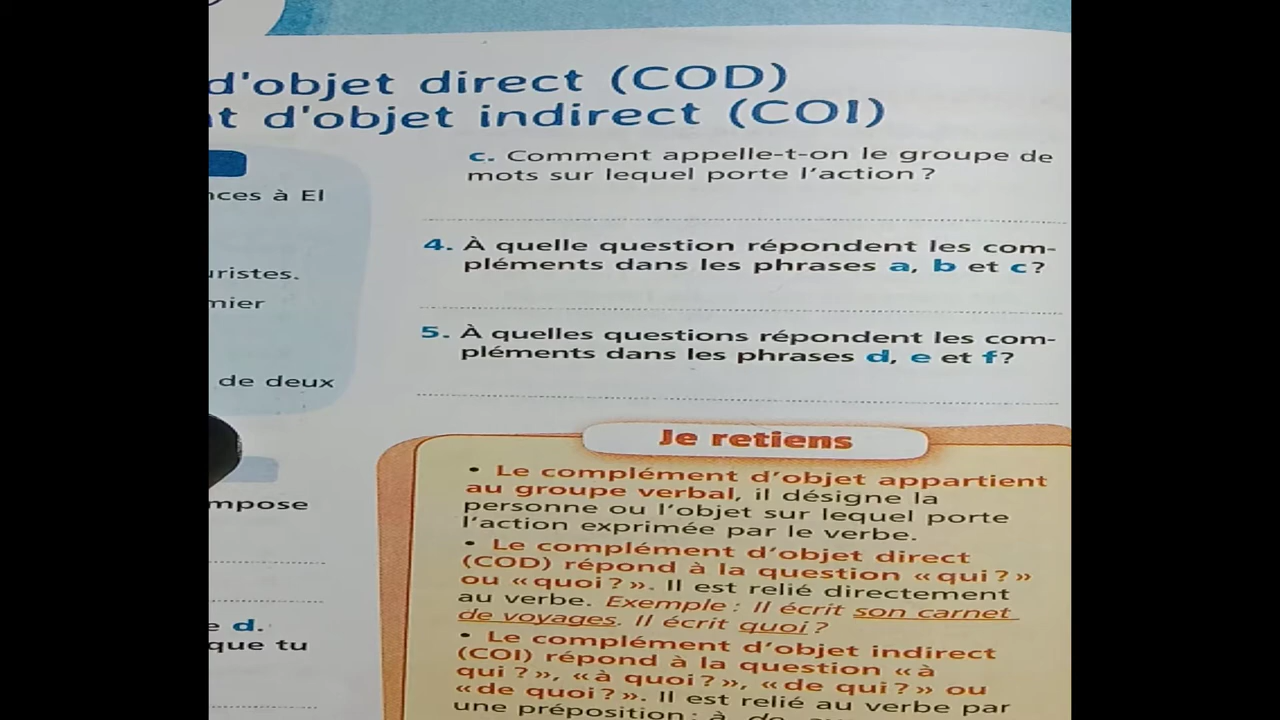 d'objet direct (COD)
t d'objet indirect (COI)
nces à El
uristes.
mier
de deux
mpose
e d.
que tu
c. Comment appelle-t-on le groupe de
mots sur lequel porte l'action ?
4. À quelle question répondent les com-
pléments dans les phrases a, b et c ?
5. À quelles questions répondent les com-
pléments dans les phrases d, e et f ?
Je retiens
• Le complément d'objet appartient
au groupe verbal, il désigne la
personne ou l'objet sur lequel porte
l'action exprimée par le verbe.
• Le complément d'objet direct
(COD) répond à la question « qui ? »
ou « quoi ? ». Il est relié directement
au verbe. Exemple : Il écrit son carnet
de voyages. Il écrit quoi ?
• Le complément d'objet indirect
(COI) répond à la question « à
qui ? », « à quoi ? », « de qui ? » ou
« de quoi ? ». Il est relié au verbe par
une préposition : à, de